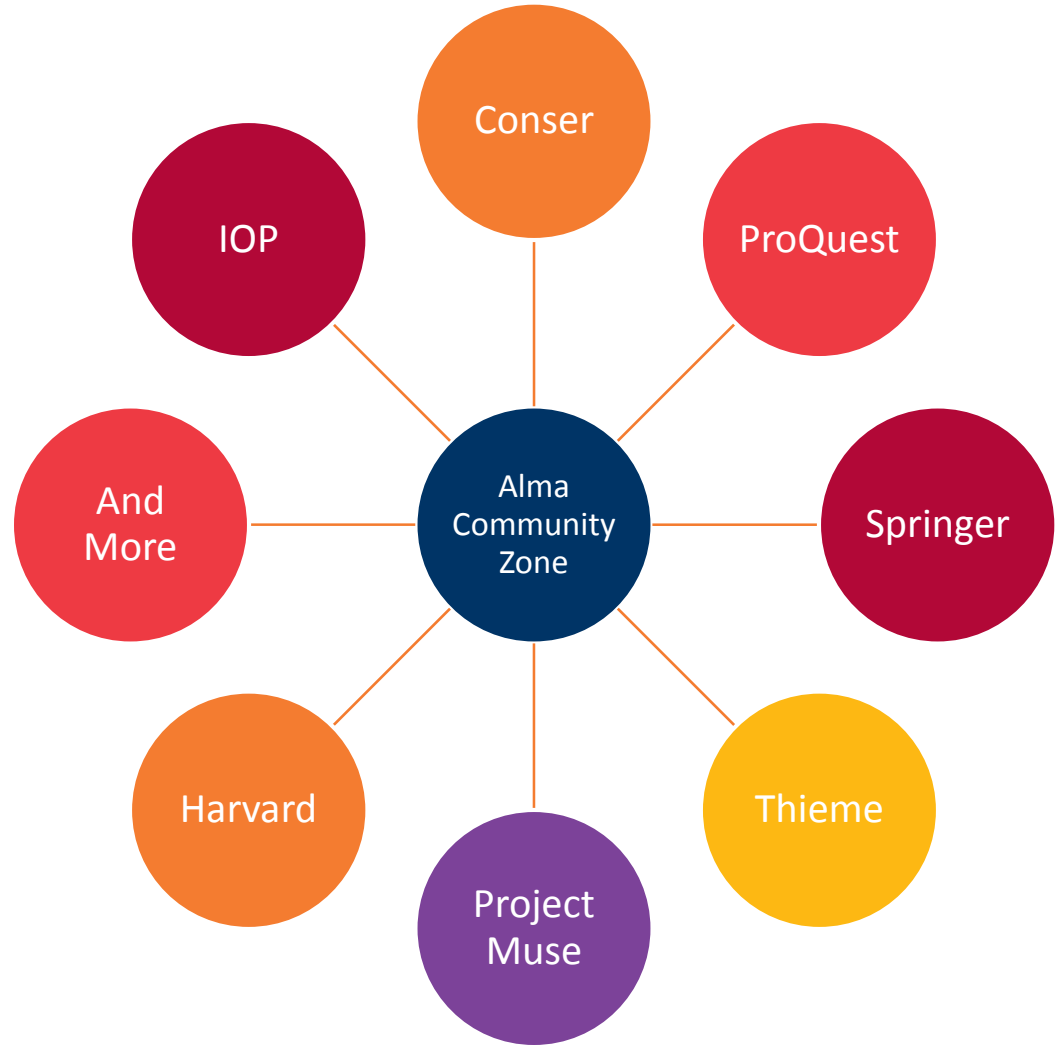 Conser
IOP
ProQuest
And
More
Alma
Community
Zone
Springer
Harvard
Thieme
Project
Muse